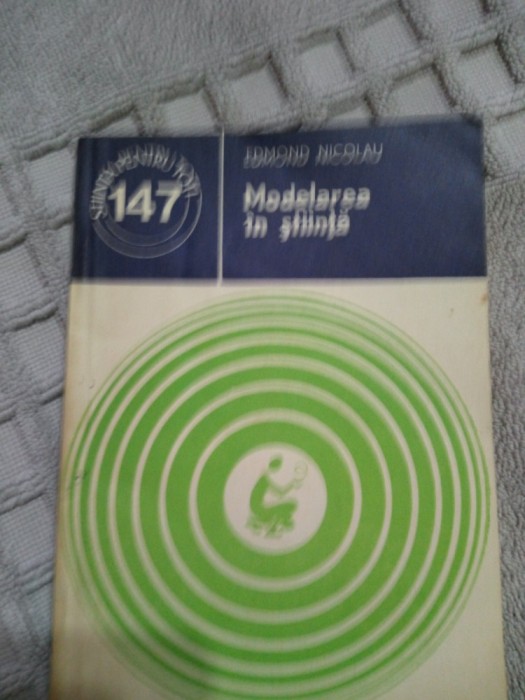 ȘTIINȚA PENTRU TOȚI
147
EDMOND NICOLAU
Modelarea
în știință